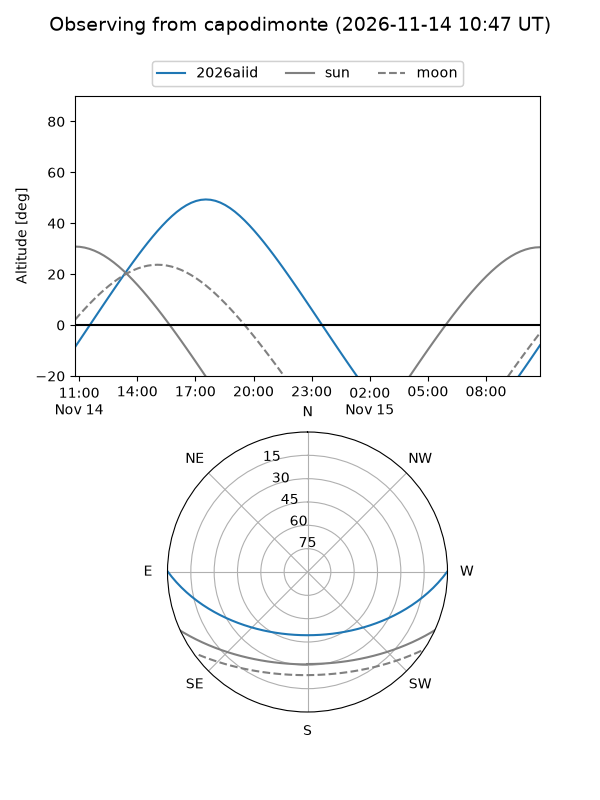 Observing from capodimonte (2026-11-14 10:47 UT)
2026aiid sun moon
Altitude [deg]
80
60
40
20
0
−20
11:00 14:00 17:00 20:00 23:00 02:00 05:00 08:00
Nov 14 Nov 15
N
NE NW
15
30
45
60
75
E W
SE SW
S